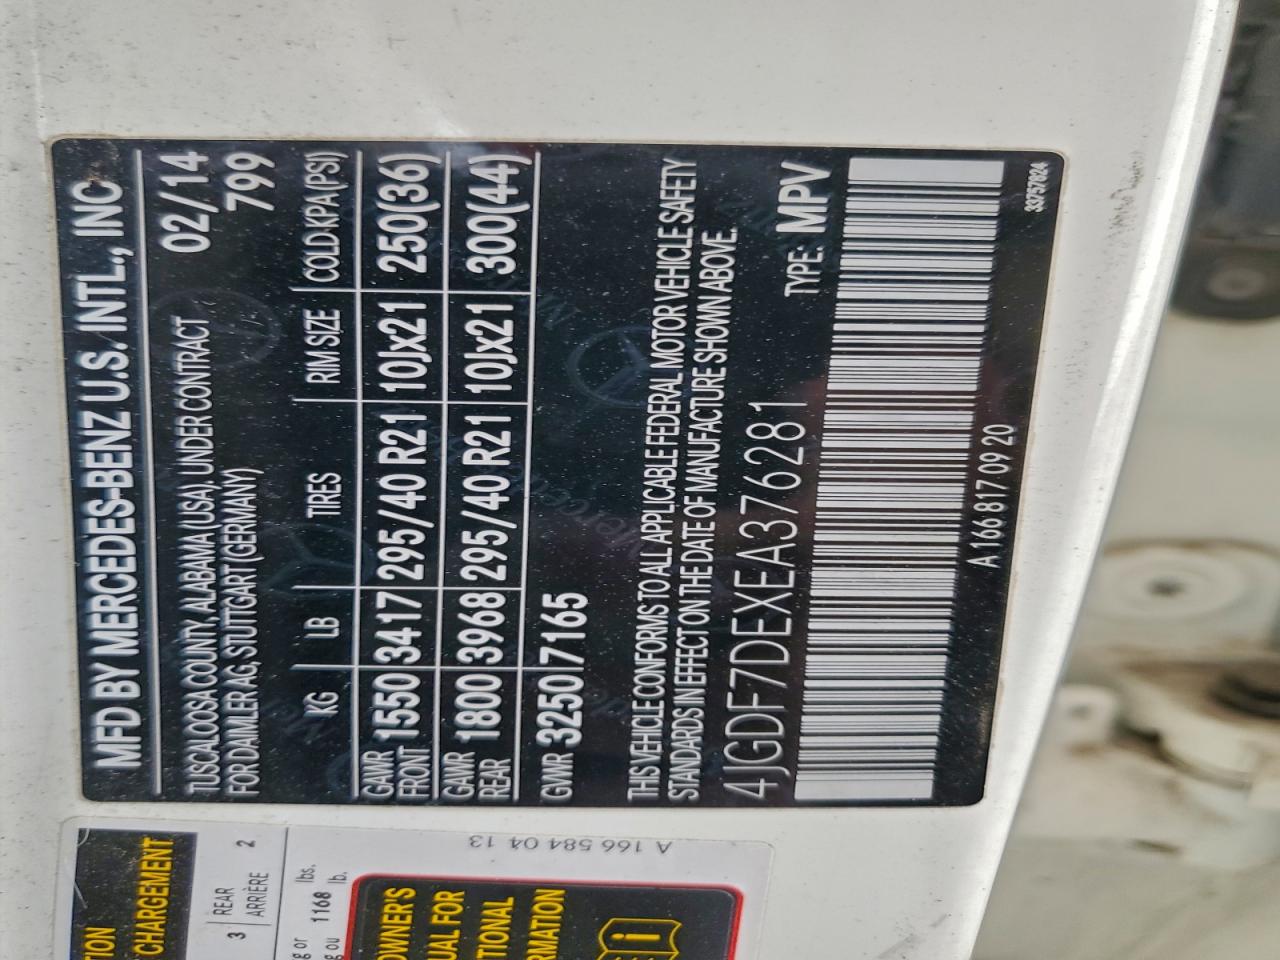 MFD BY MERCEDES-BENZ U.S. INTL., INC
TUSCALOOSA COUNTY, ALABAMA (USA), UNDER CONTRACT 02/14
FOR DAIMLER AG, STUTTGART (GERMANY) 799
KG LB TIRES RIM SIZE COLD KPA(PSI)
GAWR FRONT 1550 3417 295/40 R21 10Jx21 250(36)
GAWR REAR 1800 3968 295/40 R21 10Jx21 300(44)
GWR 3250 7165
THIS VEHICLE CONFORMS TO ALL APPLICABLE FEDERAL MOTOR VEHICLE SAFETY
STANDARDS IN EFFECT ON THE DATE OF MANUFACTURE SHOWN ABOVE.
4JGDF7DEXEA376281 TYPE: MPV
A 166 817 09 20
33757824
CHARGEMENT
3 REAR 2
ARRIÈRE
lbs.
1168 lb.
A 166 584 04 13
OWNER'S